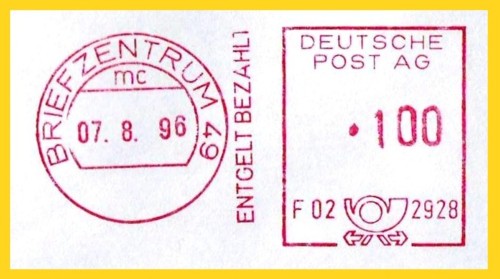 BRIEFZENTRUM 49
mc
07. 8. 96
ENTGELT BEZAHLT
DEUTSCHE
POST AG
•100
F 02 2928